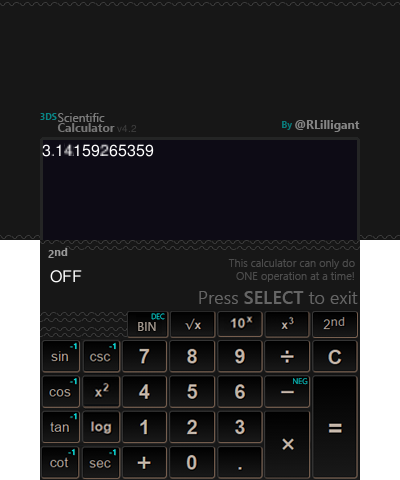 3DS Scientific
Calculator v4.2
By @RLilligant
3.14159265359
2nd
OFF
This calculator can only do
ONE operation at a time!
Press SELECT to exit
DEC
BIN √x 10^x x³ 2nd
sin -1 csc -1 7 8 9 ÷ C
cos -1 x² 4 5 6 − NEG
tan -1 log 1 2 3 × =
cot -1 sec -1 + 0 .